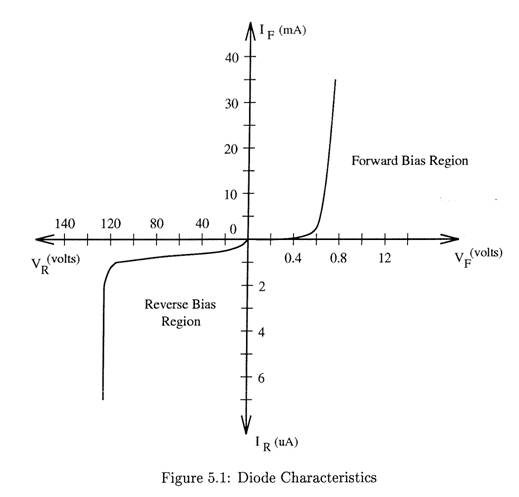 I F (mA)
40
30
20
10
0
Forward Bias Region
140 120 80 40
0.4 0.8 12
V R (volts)
V F (volts)
Reverse Bias
Region
2
4
6
I R (uA)
Figure 5.1: Diode Characteristics